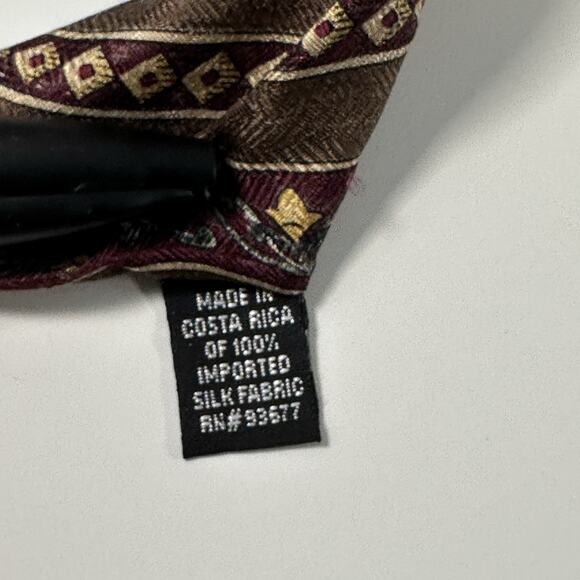 MADE IN
COSTA RICA
OF 100%
IMPORTED
SILK FABRIC
RN# 93677